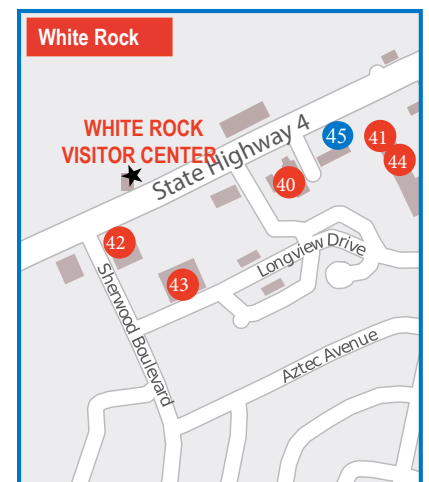 White Rock
WHITE ROCK
VISITOR CENTER
State Highway 4
45
41
44
40
42
43
Longview Drive
Sherwood Boulevard
Aztec Avenue